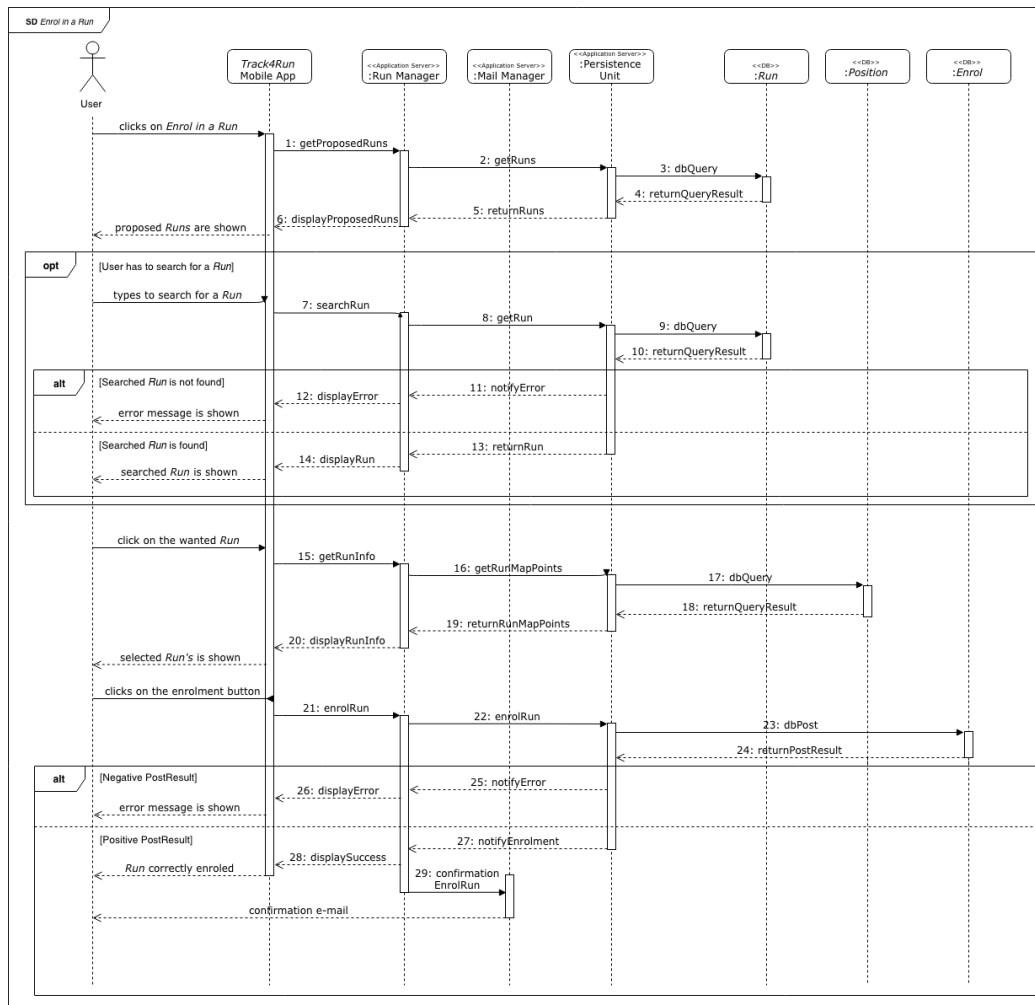 SD Enrol in a Run
User
Track4Run
Mobile App
<<Application Server>>
:Run Manager
<<Application Server>>
:Mail Manager
<<Application Server>>
:Persistence
Unit
<<DB>>
:Run
<<DB>>
:Position
<<DB>>
:Enrol
clicks on Enrol in a Run
1: getProposedRuns
2: getRuns
3: dbQuery
4: returnQueryResult
5: returnRuns
6: displayProposedRuns
proposed Runs are shown
opt
[User has to search for a Run]
types to search for a Run
7: searchRun
8: getRun
9: dbQuery
10: returnQueryResult
alt
[Searched Run is not found]
11: notifyError
12: displayError
error message is shown
[Searched Run is found]
13: returnRun
14: displayRun
searched Run is shown
click on the wanted Run
15: getRunInfo
16: getRunMapPoints
17: dbQuery
18: returnQueryResult
19: returnRunMapPoints
20: displayRunInfo
selected Run's is shown
clicks on the enrolment button
21: enrolRun
22: enrolRun
23: dbPost
24: returnPostResult
alt
[Negative PostResult]
25: notifyError
26: displayError
error message is shown
[Positive PostResult]
27: notifyEnrolment
28: displaySuccess
Run correctly enroled
29: confirmation
EnrolRun
confirmation e-mail